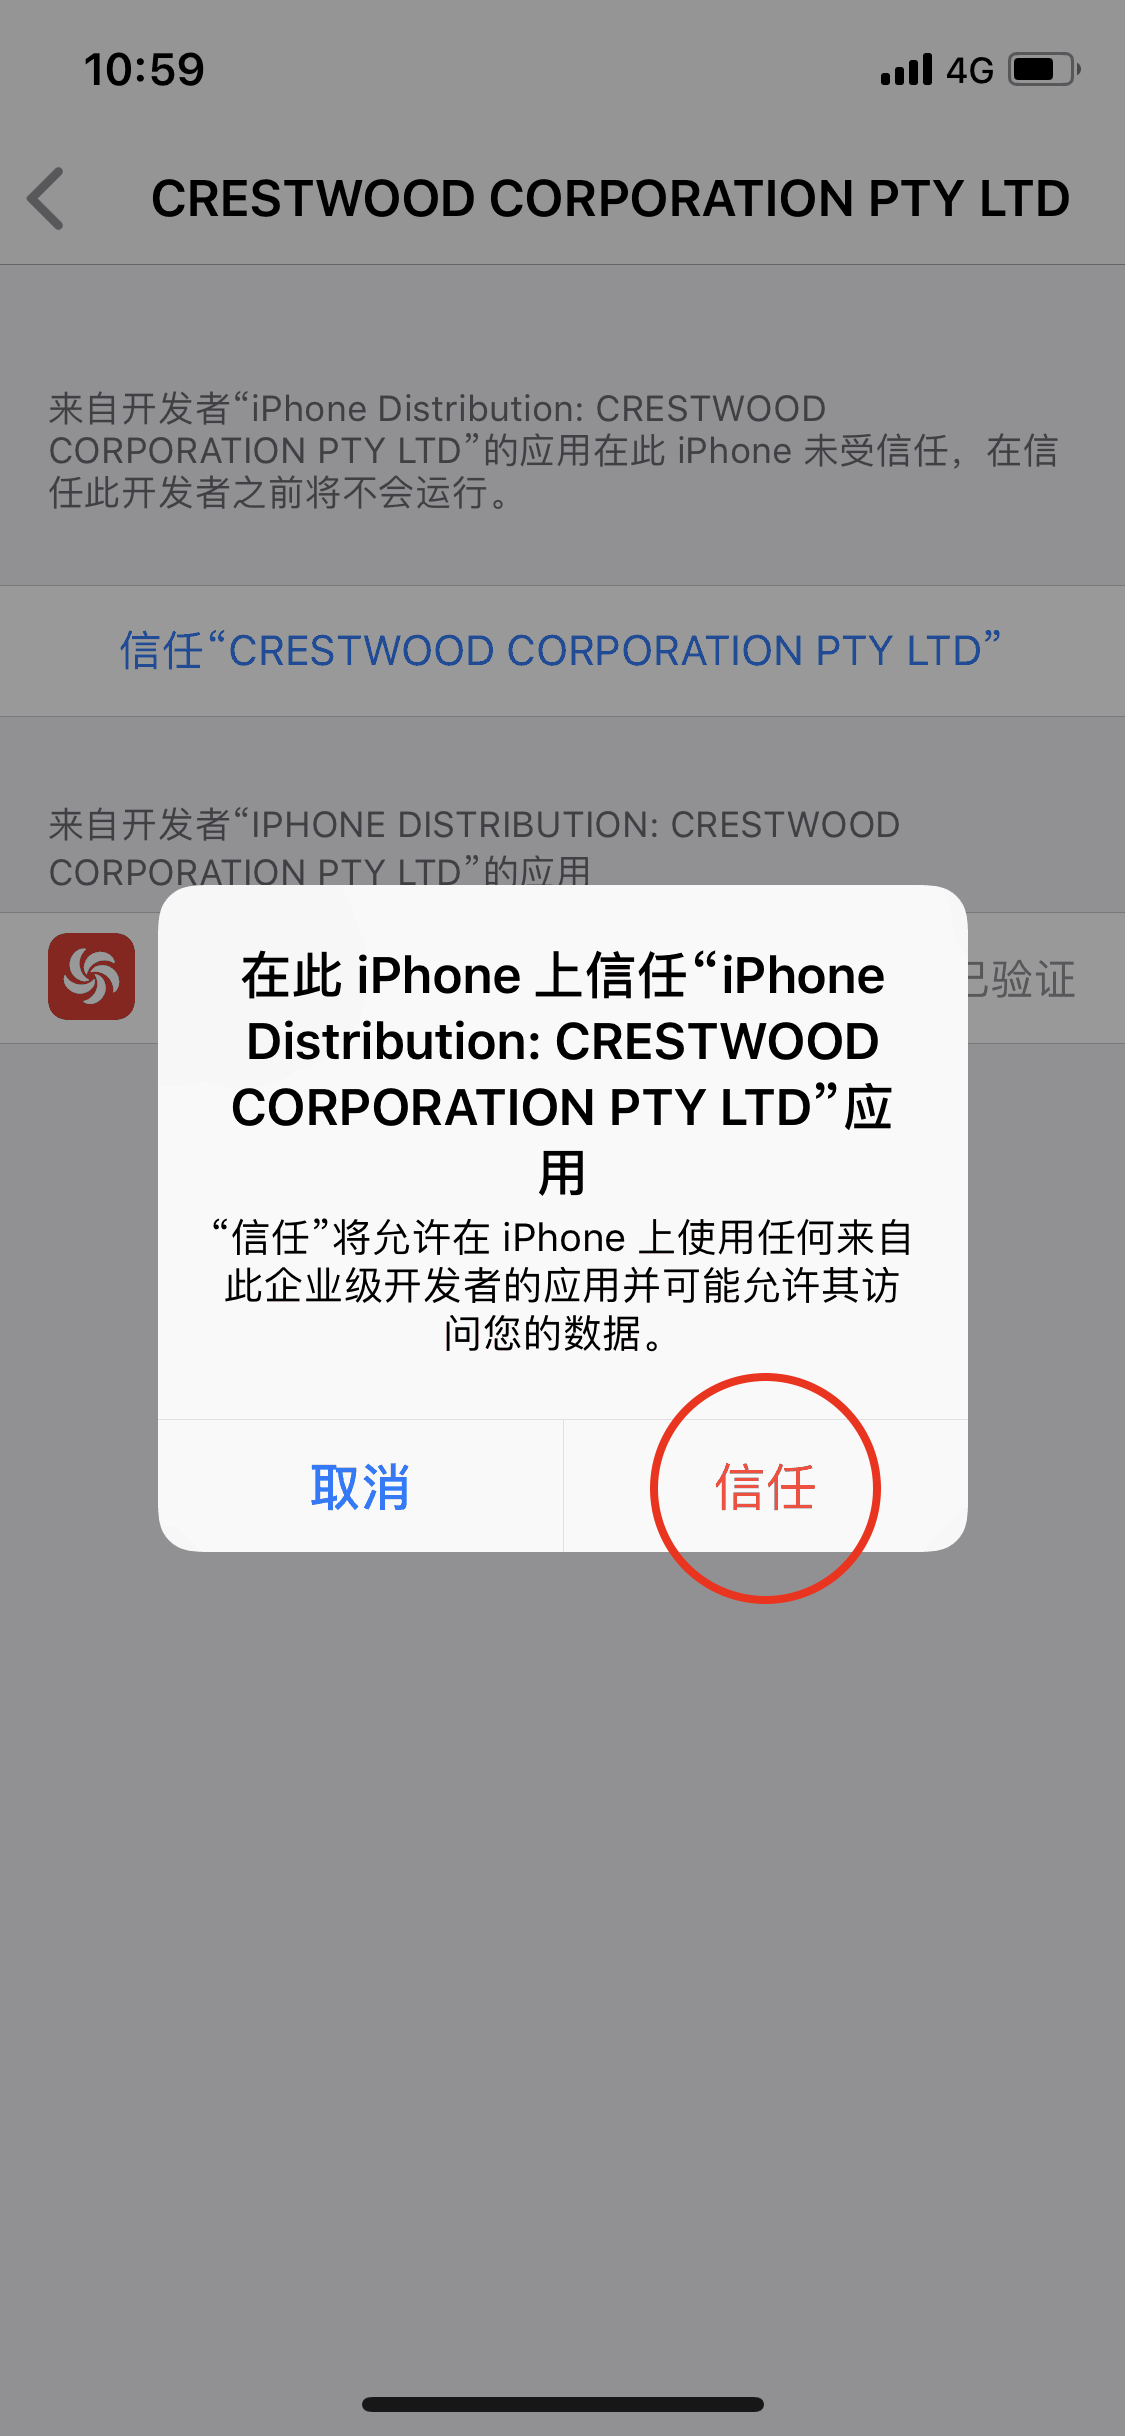 10:59
4G
CRESTWOOD CORPORATION PTY LTD
来自开发者“iPhone Distribution: CRESTWOOD
CORPORATION PTY LTD”的应用在此 iPhone 未受信任，在信
任此开发者之前将不会运行。
信任“CRESTWOOD CORPORATION PTY LTD”
来自开发者“IPHONE DISTRIBUTION: CRESTWOOD
CORPORATION PTY LTD”的应用
已验证
在此 iPhone 上信任“iPhone
Distribution: CRESTWOOD
CORPORATION PTY LTD”应
用
“信任”将允许在 iPhone 上使用任何来自
此企业级开发者的应用并可能允许其访
问您的数据。
取消
信任